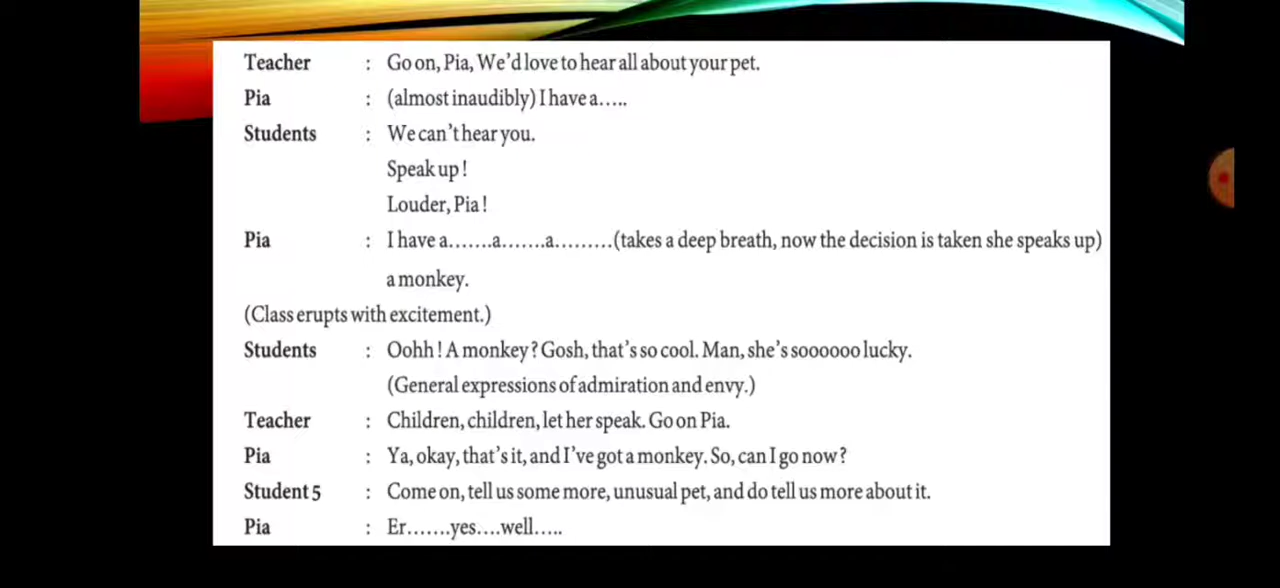 Teacher : Go on, Pia, We'd love to hear all about your pet.
Pia : (almost inaudibly) I have a.....
Students : We can't hear you.
Speak up !
Louder, Pia !
Pia : I have a.......a.......a.........(takes a deep breath, now the decision is taken she speaks up)
a monkey.
(Class erupts with excitement.)
Students : Oohh ! A monkey? Gosh, that's so cool. Man, she's soooooo lucky.
(General expressions of admiration and envy.)
Teacher : Children, children, let her speak. Go on Pia.
Pia : Ya, okay, that's it, and I've got a monkey. So, can I go now?
Student 5 : Come on, tell us some more, unusual pet, and do tell us more about it.
Pia : Er.......yes....well.....